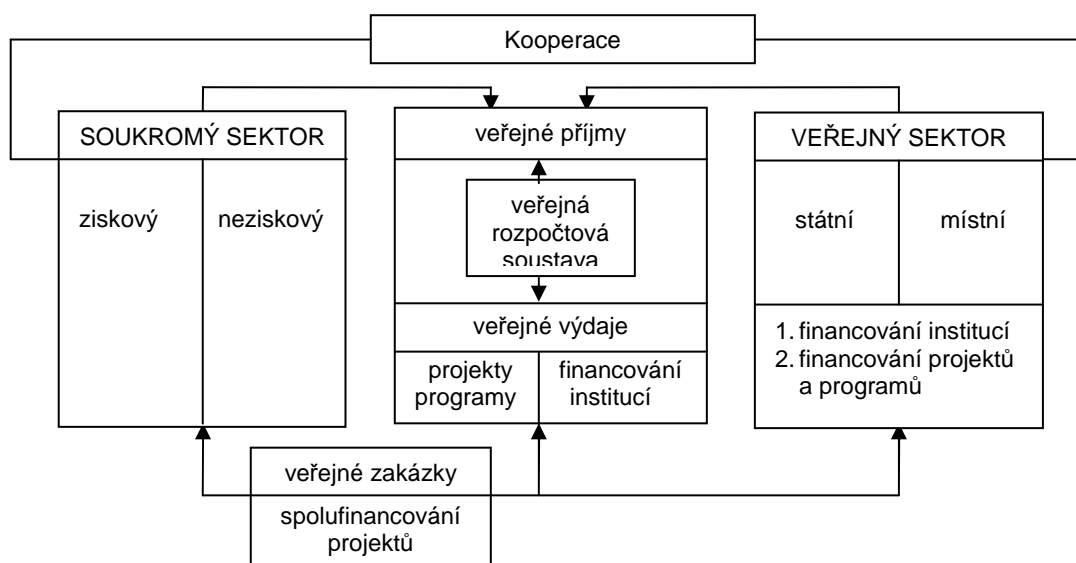 Kooperace
SOUKROMÝ SEKTOR
ziskový
neziskový
veřejné příjmy
veřejná
rozpočtová
soustava
veřejné výdaje
projekty
programy
financování
institucí
VEŘEJNÝ SEKTOR
státní
místní
1. financování institucí
2. financování projektů
a programů
veřejné zakázky
spolufinancování
projektů